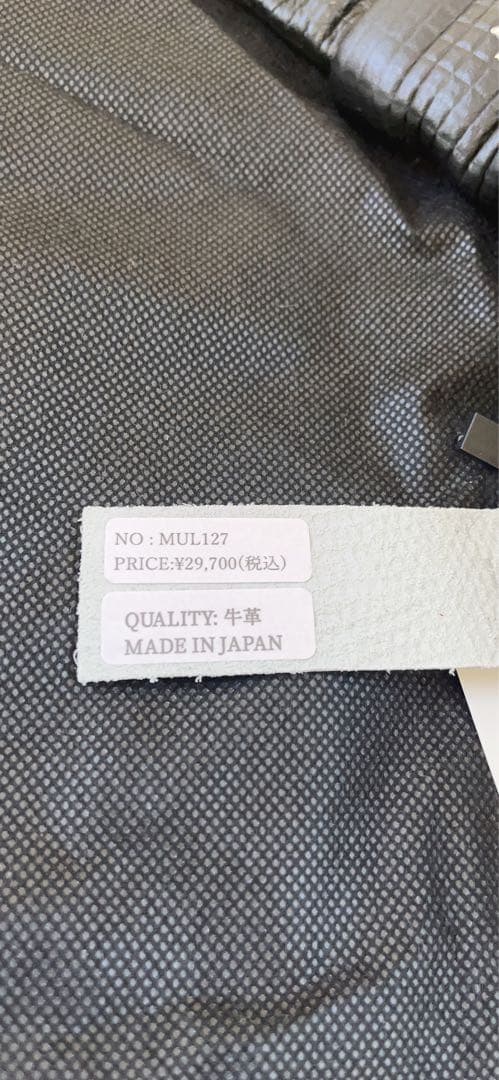 NO : MUL127
PRICE:¥29,700(税込)
QUALITY: 牛革
MADE IN JAPAN